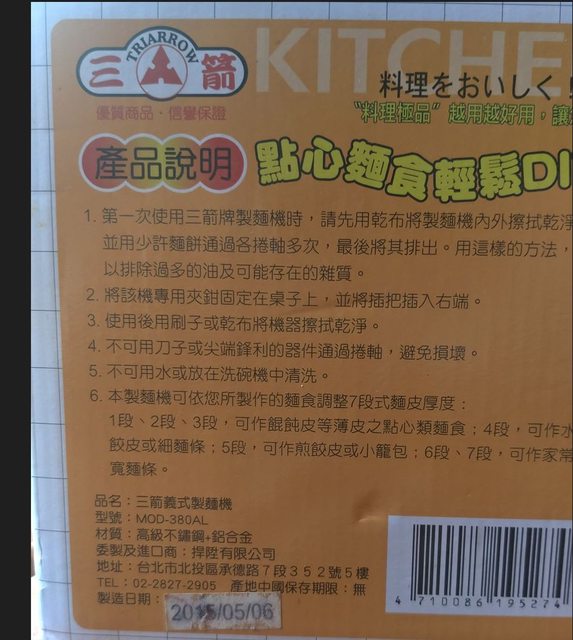 TRIARROW
三箭
優質商品・信譽保證
KITCHE
料理をおいしく
"料理極品" 越用越好用，讓
產品說明
點心麵食輕鬆DI
1. 第一次使用三箭牌製麵機時，請先用乾布將製麵機內外擦拭乾淨
並用少許麵餅通過各捲軸多次，最後將其排出。用這樣的方法，
以排除過多的油及可能存在的雜質。
2. 將該機專用夾鉗固定在桌子上，並將插把插入右端。
3. 使用後用刷子或乾布將機器擦拭乾淨。
4. 不可用刀子或尖端鋒利的器件通過捲軸，避免損壞。
5. 不可用水或放在洗碗機中清洗。
6. 本製麵機可依您所製作的麵食調整7段式麵皮厚度：
1段、2段、3段，可作餛飩皮等薄皮之點心類麵食；4段，可作水
餃皮或細麵條；5段，可作煎餃皮或小籠包；6段、7段，可作家常
寬麵條。
品名：三箭義式製麵機
型號：MOD-380AL
材質：高級不鏽鋼+鋁合金
委製及進口商：捍陞有限公司
地址：台北市北投區承德路7段352號5樓
TEL：02-2827-2905 產地中國保存期限：無
製造日期：2015/05/06
4 710086 195274